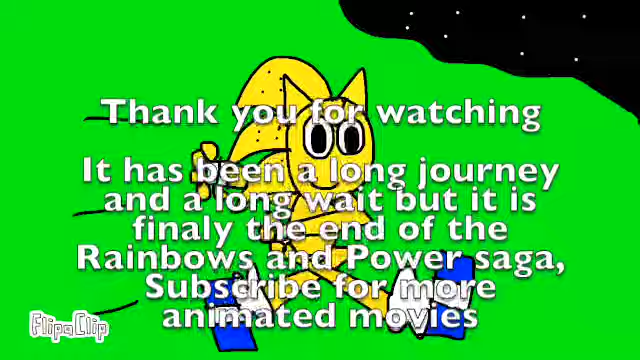 Thank you for watching
It has been a long journey
and a long wait but it is
finaly the end of the
Rainbows and Power saga,
Subscribe for more
animated movies
FlipaClip